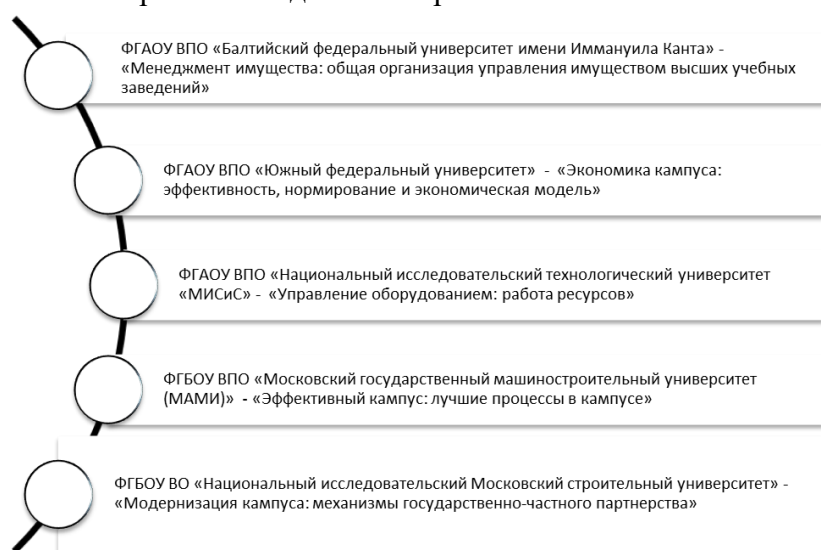 ФГАОУ ВПО «Балтийский федеральный университет имени Иммануила Канта» -
«Менеджмент имущества: общая организация управления имуществом высших учебных
заведений»
ФГАОУ ВПО «Южный федеральный университет» - «Экономика кампуса:
эффективность, нормирование и экономическая модель»
ФГАОУ ВПО «Национальный исследовательский технологический университет
«МИСиС» - «Управление оборудованием: работа ресурсов»
ФГБОУ ВПО «Московский государственный машиностроительный университет
(МАМИ)» - «Эффективный кампус: лучшие процессы в кампусе»
ФГБОУ ВО «Национальный исследовательский Московский строительный университет» -
«Модернизация кампуса: механизмы государственно-частного партнерства»